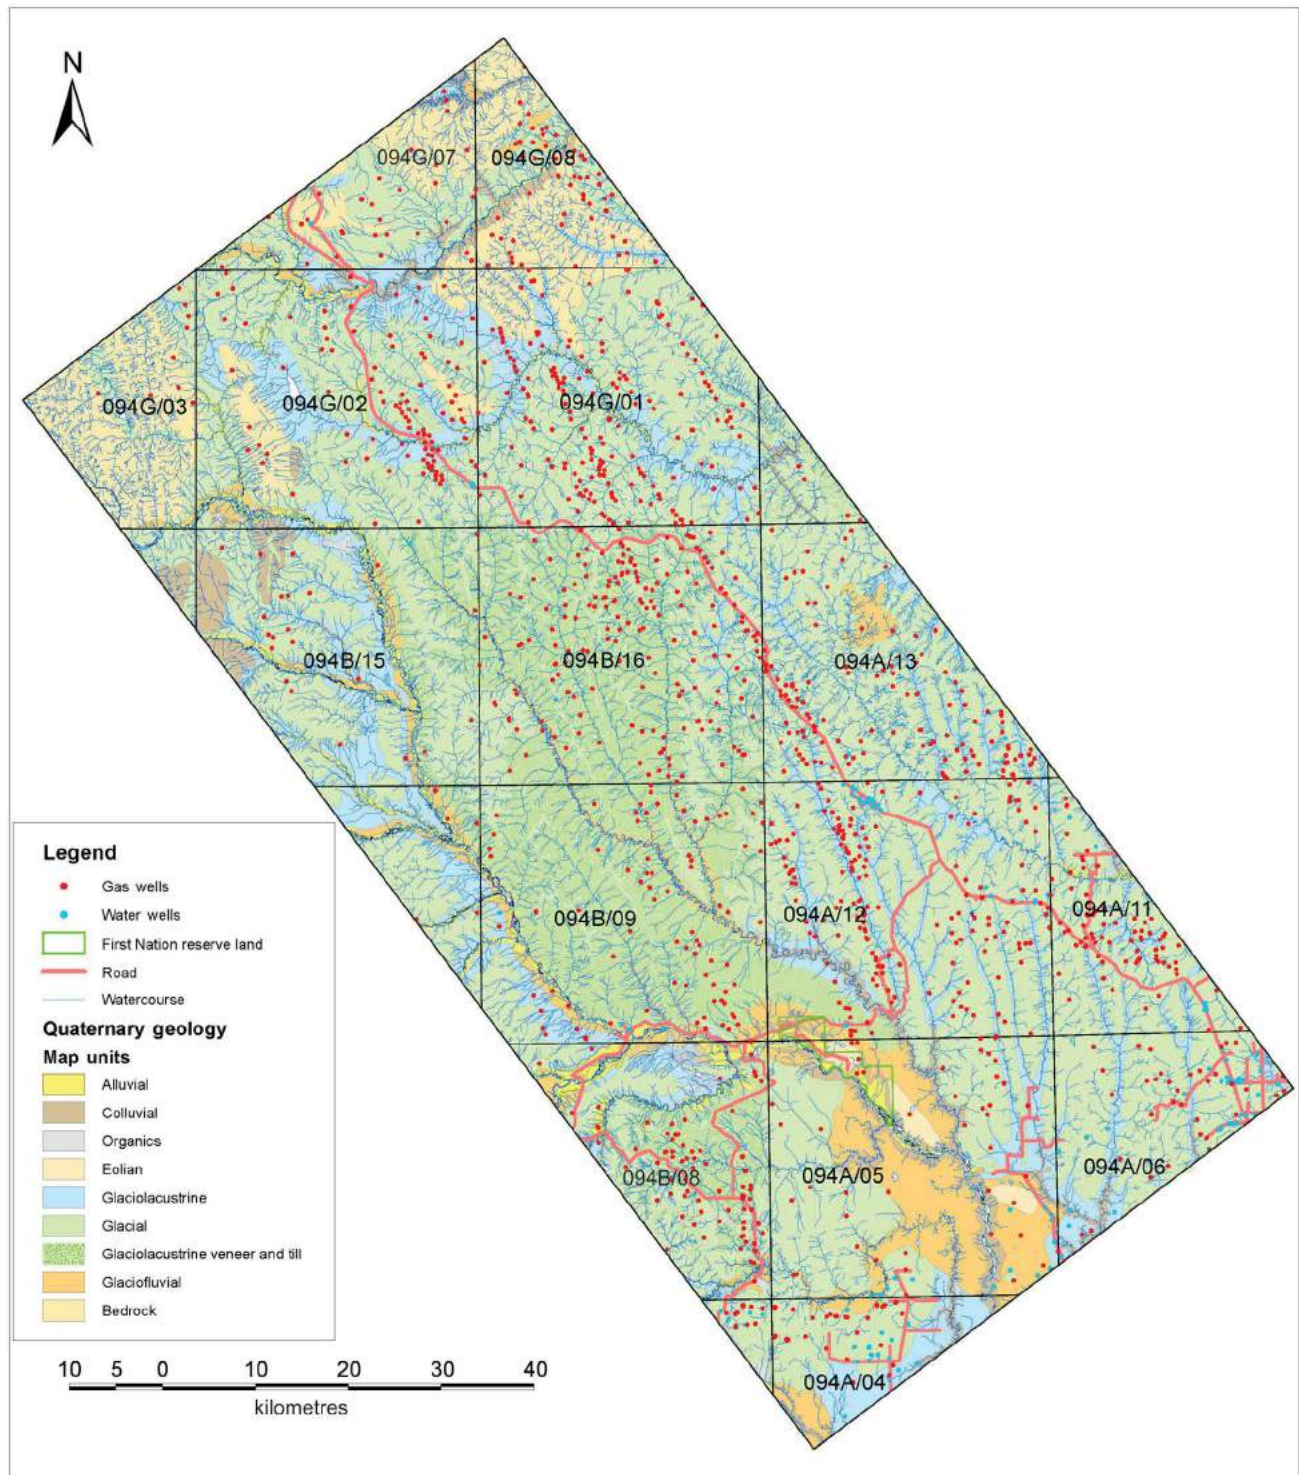 N
094G/07
094G/08
094G/03
094G/02
094G/01
094B/15
094B/16
094A/13
094B/09
094A/12
094A/11
094B/08
094A/05
094A/06
094A/04
Legend
Gas wells
Water wells
First Nation reserve land
Road
Watercourse
Quaternary geology
Map units
Alluvial
Colluvial
Organics
Eolian
Glaciolacustrine
Glacial
Glaciolacustrine veneer and till
Glaciofluvial
Bedrock
10 5 0 10 20 30 40
kilometres